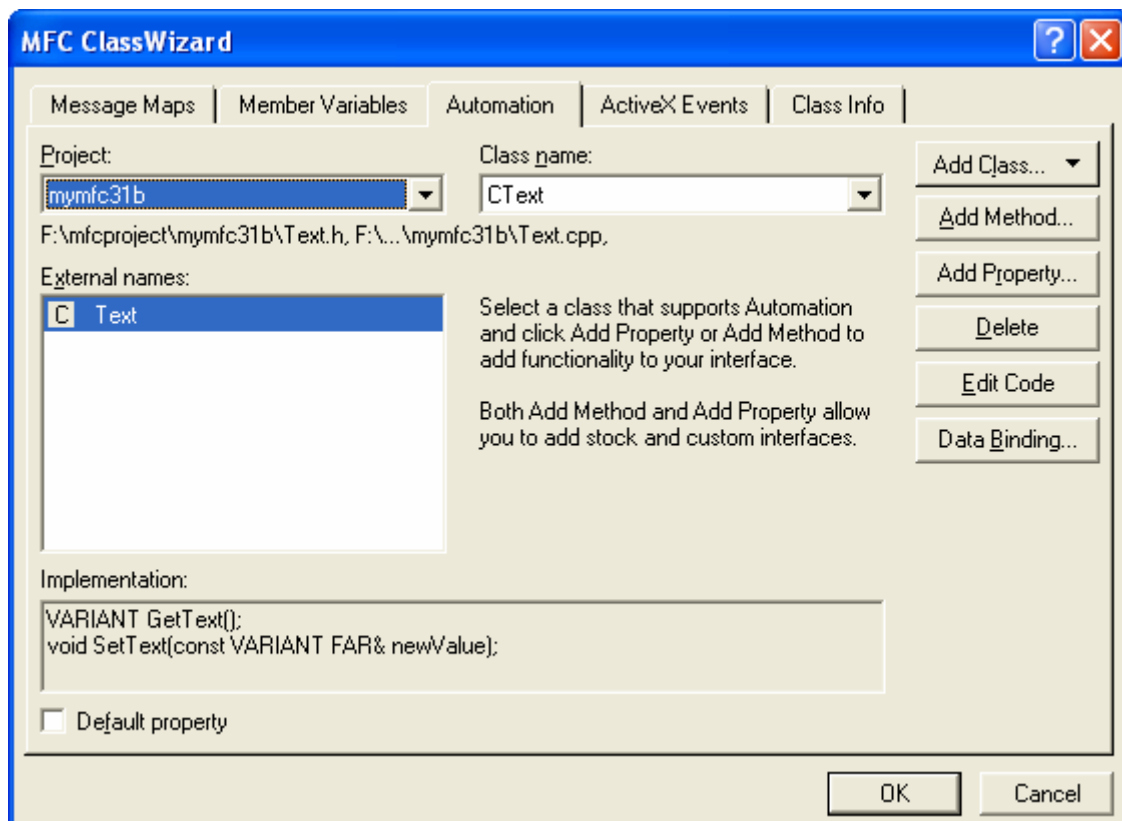 MFC ClassWizard
Message Maps Member Variables Automation ActiveX Events Class Info
Project: Class name:
mymfc31b CText
Add Class...
F:\mfcproject\mymfc31b\Text.h, F:\...\mymfc31b\Text.cpp,
Add Method...
External names:
Add Property...
C Text
Select a class that supports Automation
and click Add Property or Add Method to
add functionality to your interface.
Delete
Both Add Method and Add Property allow
you to add stock and custom interfaces.
Edit Code
Data Binding...
Implementation:
VARIANT GetText();
void SetText(const VARIANT FAR& newValue);
Default property
OK Cancel